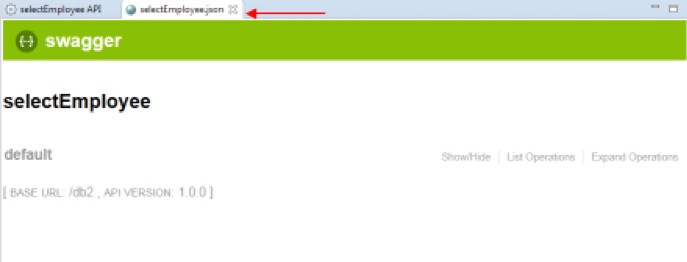 selectEmployee API selectEmployee.json
{···} swagger
selectEmployee
default Show/Hide List Operations Expand Operations
[ BASE URL: /db2 , API VERSION: 1.0.0 ]